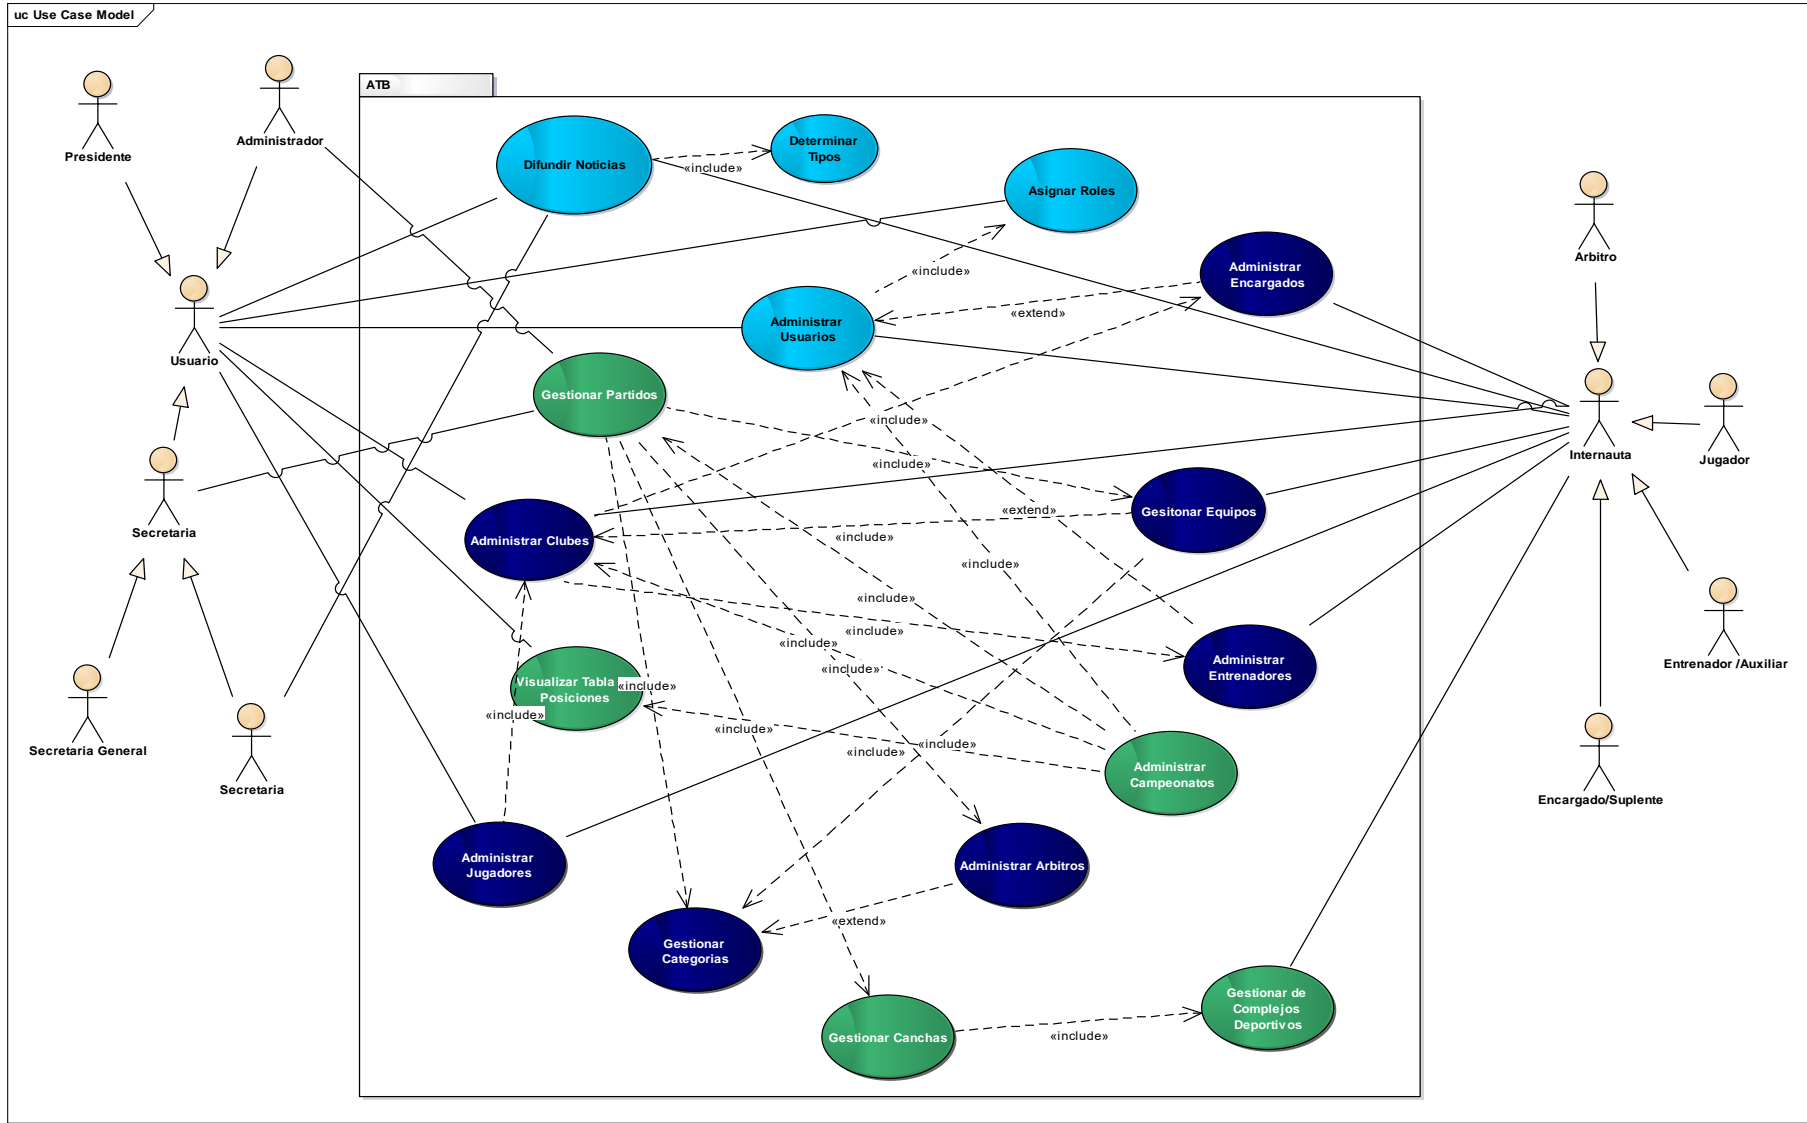 uc Use Case Model
ATB
Presidente
Administrador
Difundir Noticias
Determinar
Tipos
«include»
Asignar Roles
Arbitro
Administrar
Encargados
«include»
«extend»
Administrar
Usuarios
Usuario
Gestionar Partidos
«include»
«include»
Internauta
Jugador
Secretaria
Administrar Clubes
Gesitonar Equipos
«extend»
«include»
«include»
«include»
«include»
«include»
«include»
Administrar
Entrenadores
Entrenador /Auxiliar
Visualizar Tabla
Posiciones
«include»
«include»
«include»
«include»
«include»
Secretaria General
Secretaria
Administrar
Campeonatos
Encargado/Suplente
Administrar
Jugadores
Administrar Arbitros
«extend»
Gestionar
Categorias
Gestionar Canchas
«include»
Gestionar de
Complejos
Deportivos